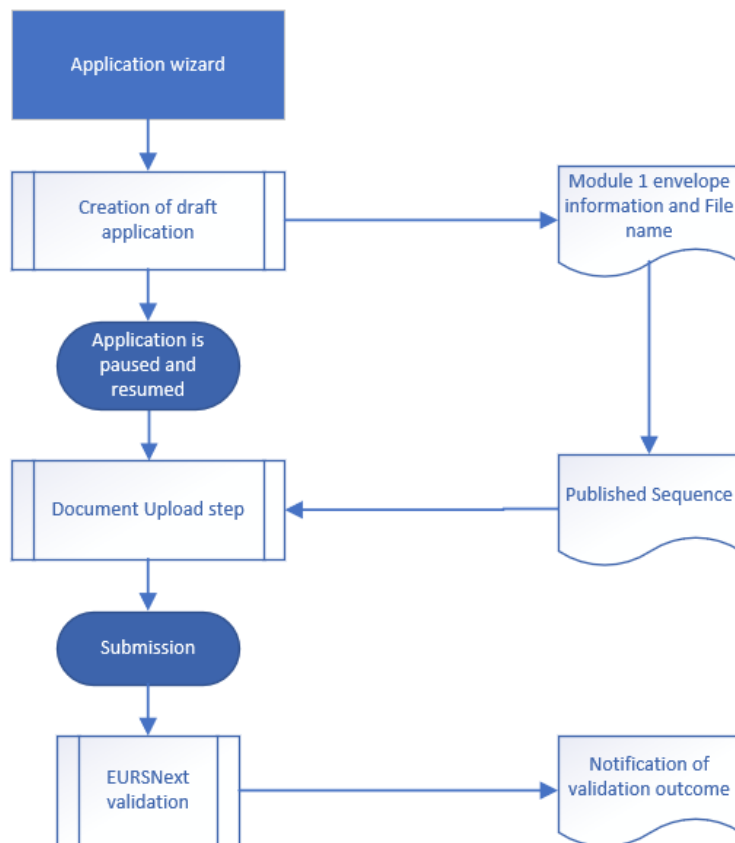 Application wizard
Creation of draft
application
Module 1 envelope
information and File
name
Application is
paused and
resumed
Document Upload step
Published Sequence
Submission
EURSNext
validation
Notification of
validation outcome